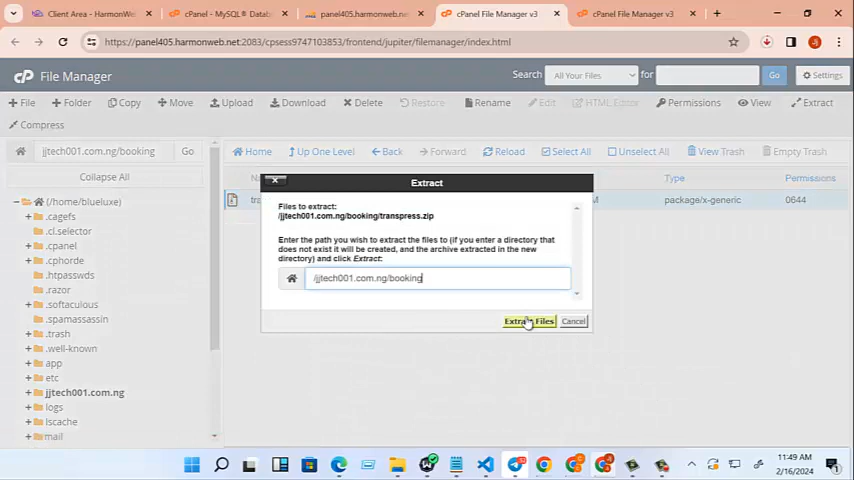 Client Area - HarmonWeb
cPanel - MySQL® Datab
panel405.harmonweb.net
cPanel File Manager v3
cPanel File Manager v3
https://panel405.harmonweb.net:2083/cpsess9747103853/frontend/jupiter/filemanager/index.html
cP File Manager
Search All Your Files for Go Settings
File Folder Copy Move Upload Download Delete Restore Rename Edit HTML Editor Permissions View Extract
Compress
jjtech001.com.ng/booking Go
Home Up One Level Back Forward Reload Select All Unselect All View Trash Empty Trash
Collapse All
Type Permissions
package/x-generic 0644
(/home/blueluxe)
.cagefs
.cl.selector
.cpanel
.cphorde
.htpasswds
.razor
.softaculous
.spamassassin
.trash
.well-known
app
etc
jjtech001.com.ng
logs
lscache
mail
Extract
Files to extract:
/jjtech001.com.ng/booking/transpress.zip
Enter the path you wish to extract the files to (if you enter a directory that
does not exist it will be created, and the archive extracted in the new
directory) and click Extract:
/jjtech001.com.ng/booking
Extract Files Cancel
11:49 AM
2/16/2024